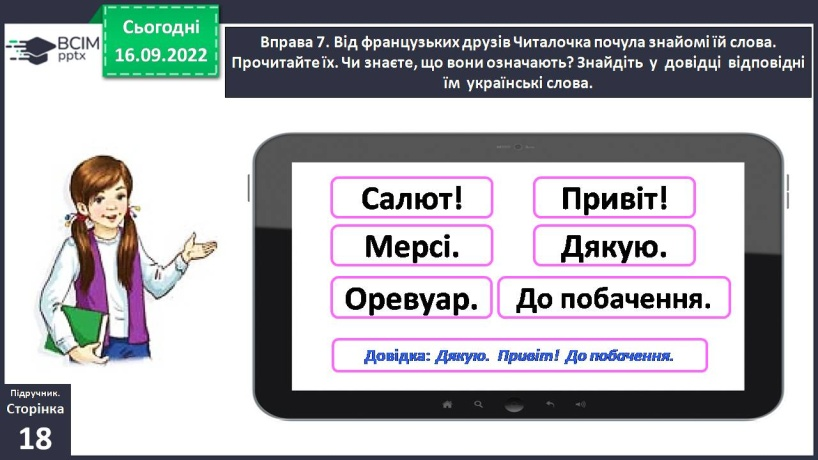 Сьогодні
16.09.2022
BCIM
pptx
Вправа 7. Від французьких друзів Читалочка почула знайомі їй слова.
Прочитайте їх. Чи знаєте, що вони означають? Знайдіть у довідці відповідні
їм українські слова.
Салют! Привіт!
Мерсі. Дякую.
Оревуар. До побачення.
Довідка: Дякую. Привіт! До побачення.
Підручник.
Сторінка
18